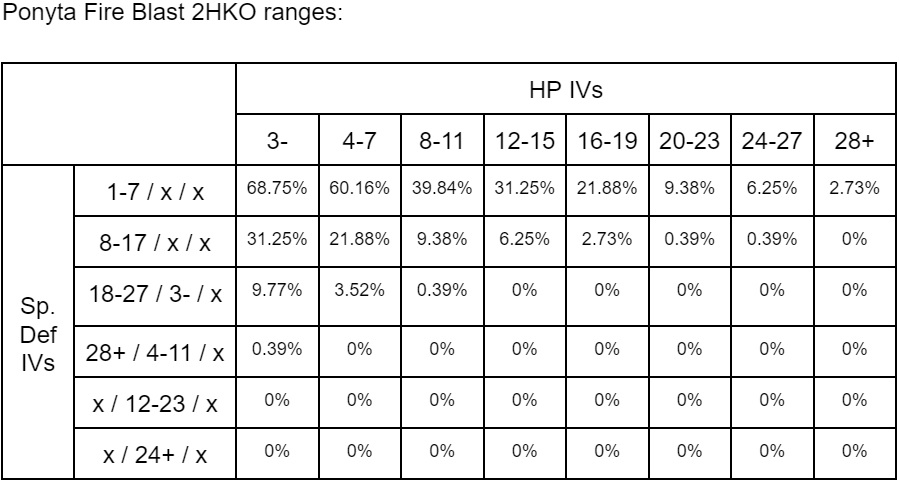 Ponyta Fire Blast 2HKO ranges:
HP IVs
3- 4-7 8-11 12-15 16-19 20-23 24-27 28+
Sp. Def IVs
1-7 / x / x 68.75% 60.16% 39.84% 31.25% 21.88% 9.38% 6.25% 2.73%
8-17 / x / x 31.25% 21.88% 9.38% 6.25% 2.73% 0.39% 0.39% 0%
18-27 / 3- / x 9.77% 3.52% 0.39% 0% 0% 0% 0% 0%
28+ / 4-11 / x 0.39% 0% 0% 0% 0% 0% 0% 0%
x / 12-23 / x 0% 0% 0% 0% 0% 0% 0% 0%
x / 24+ / x 0% 0% 0% 0% 0% 0% 0% 0%